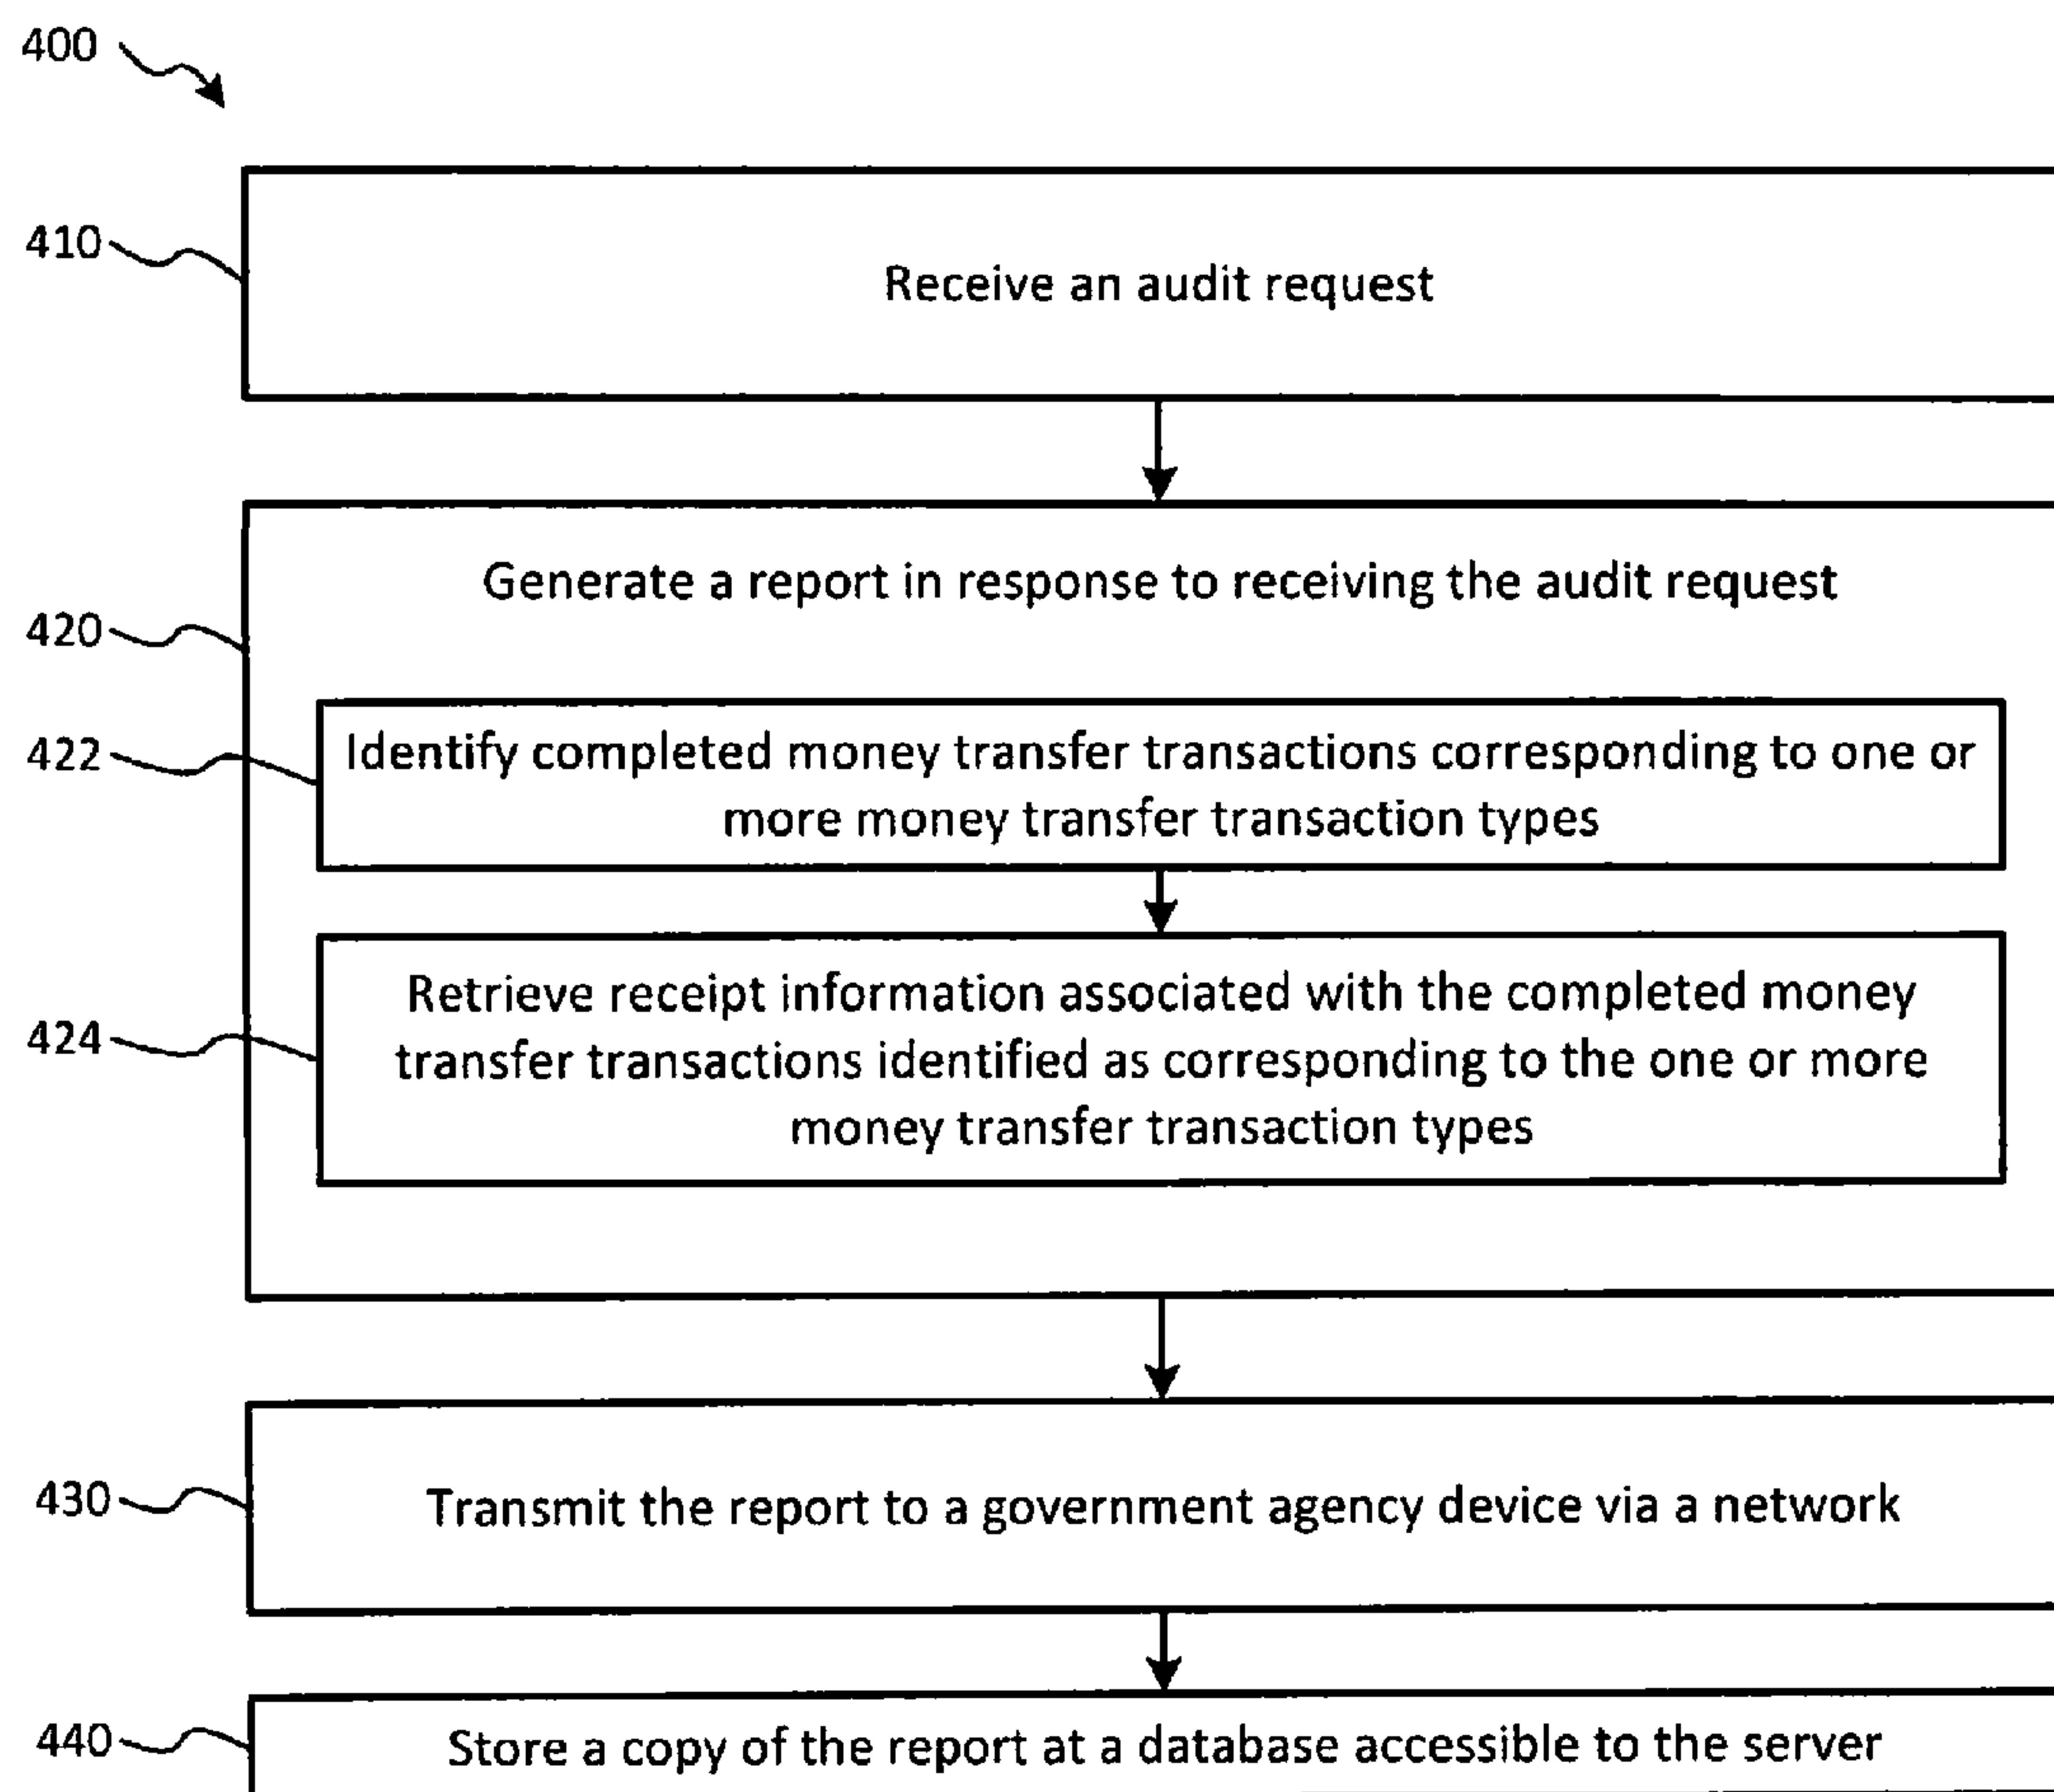 400
410
Receive an audit request
Generate a report in response to receiving the audit request
420
422
Identify completed money transfer transactions corresponding to one or
more money transfer transaction types
Retrieve receipt information associated with the completed money
424
transfer transactions identified as corresponding to the one or more
money transfer transaction types
430
Transmit the report to a government agency device via a network
440
Store a copy of the report at a database accessible to the server